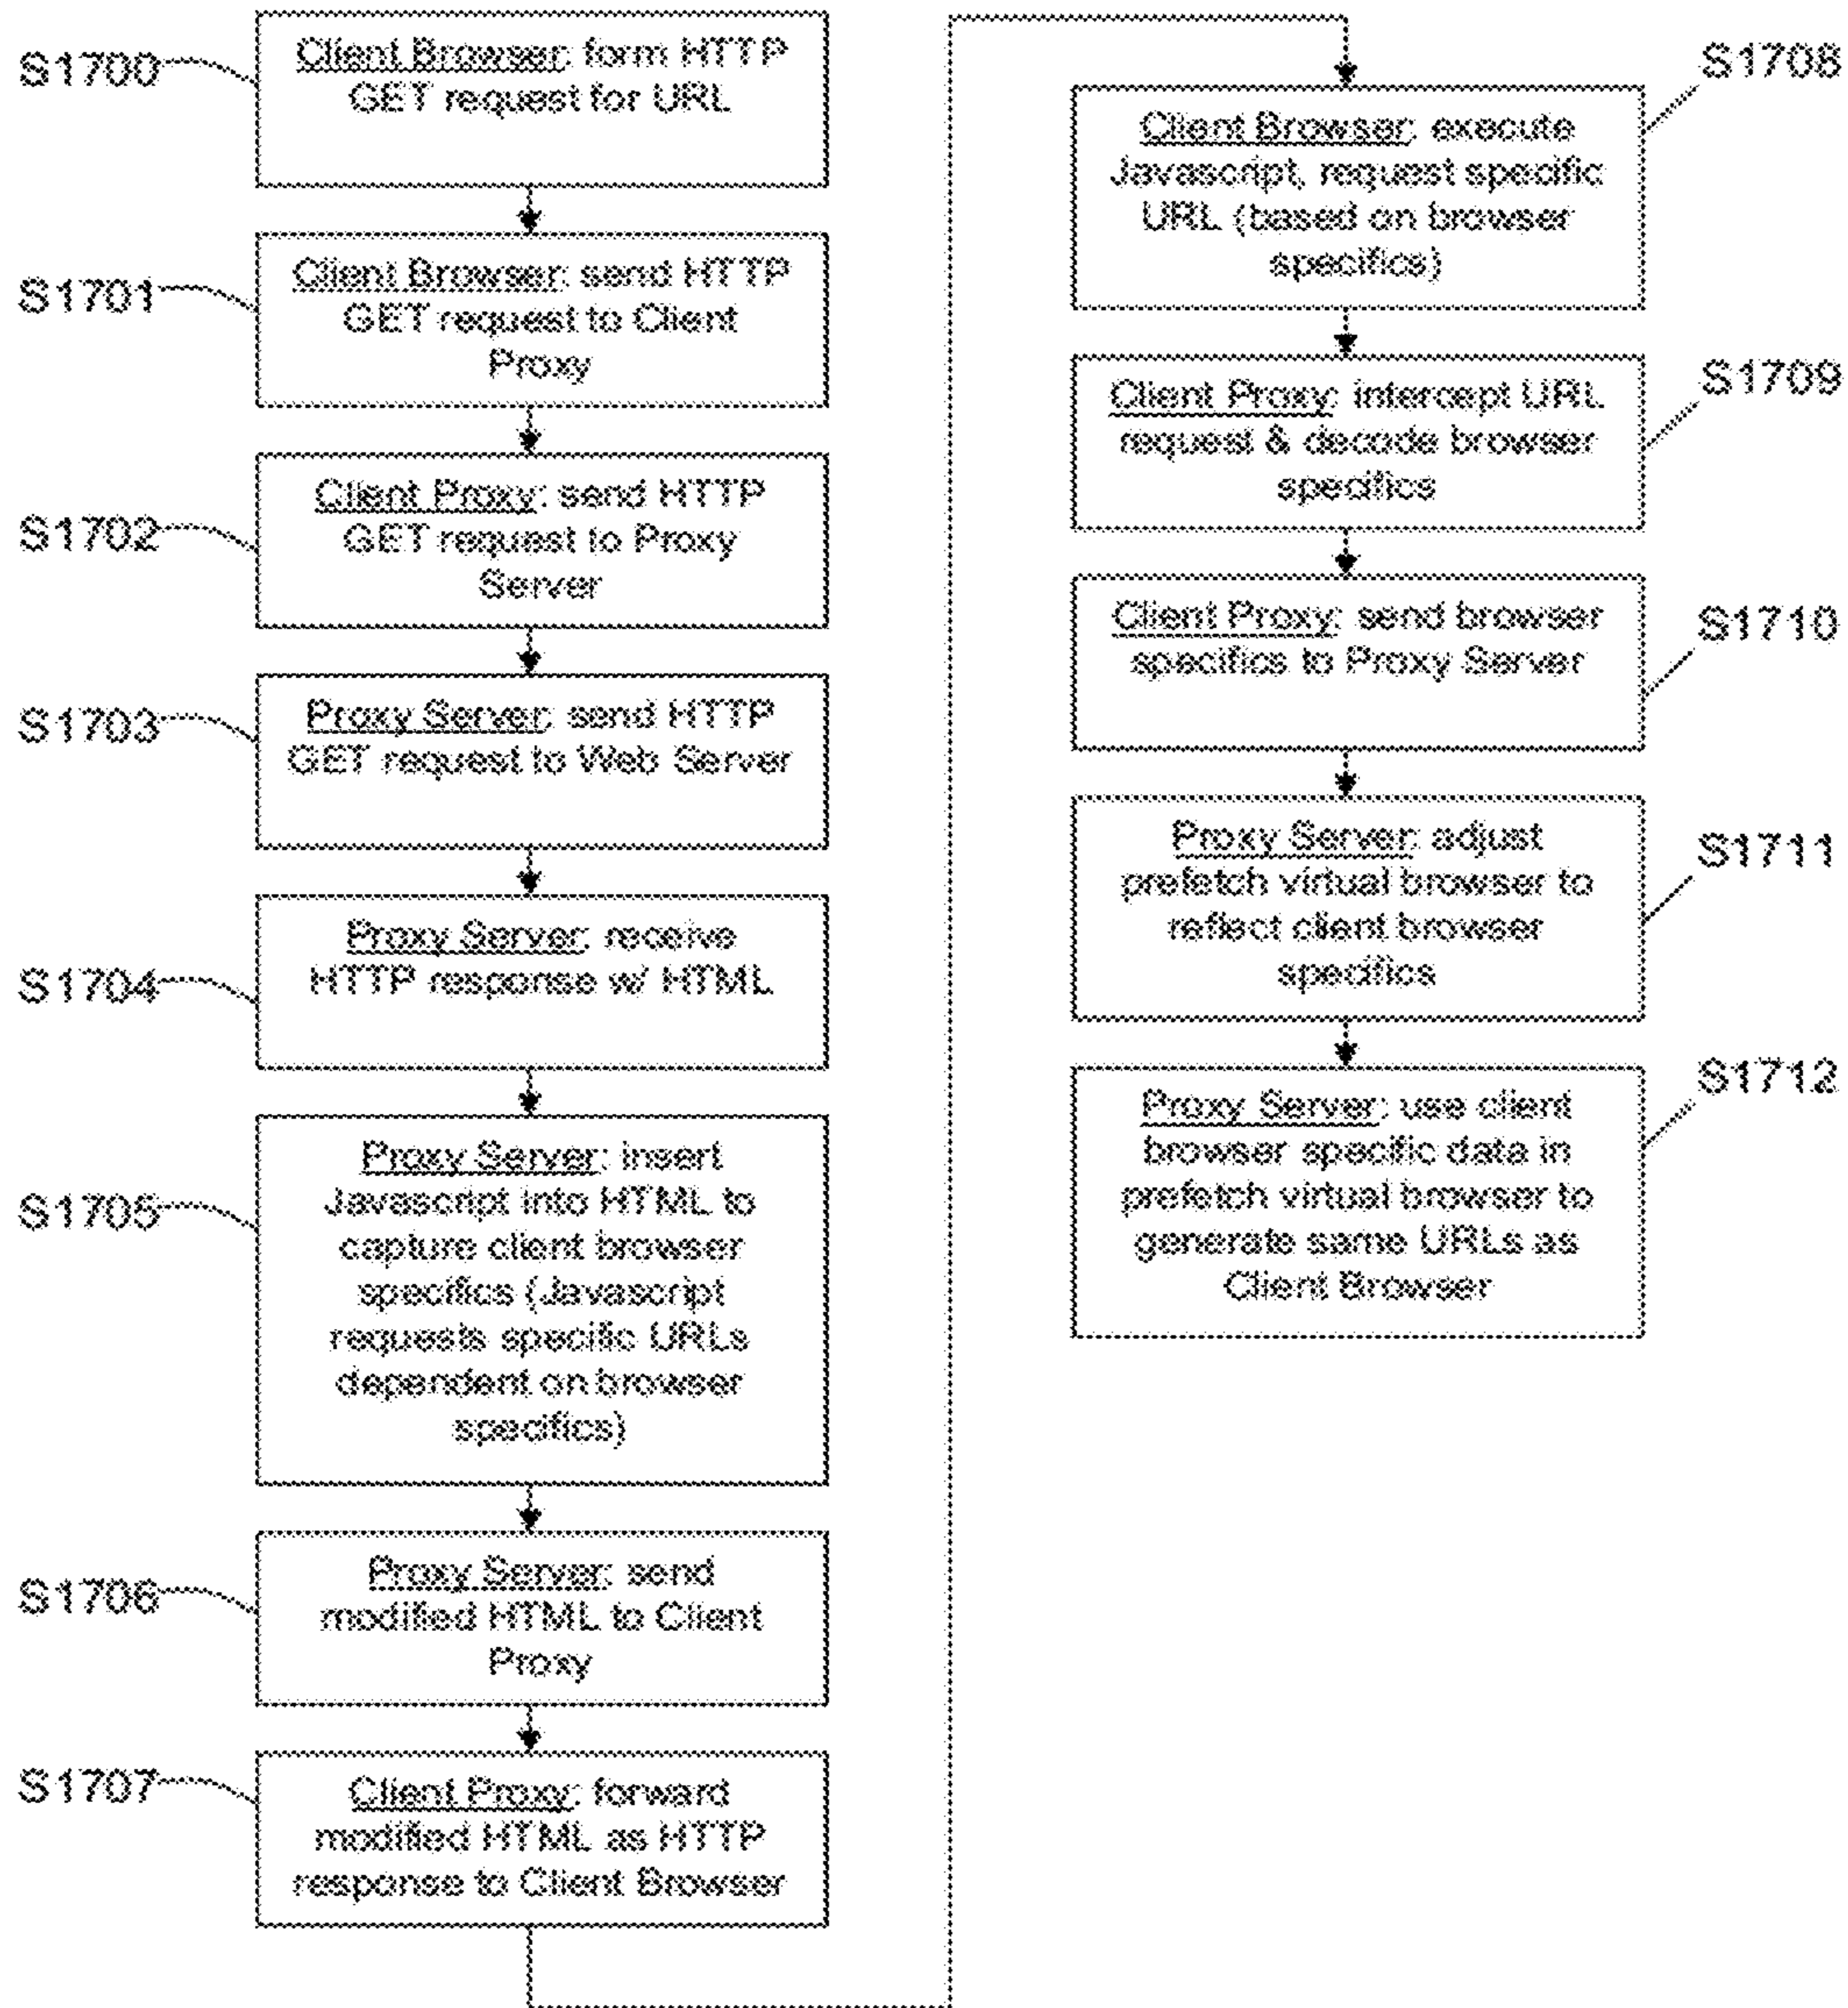 S1700
Client Browser: form HTTP
GET request for URL
S1701
Client Browser: send HTTP
GET request to Client
Proxy
S1702
Client Proxy: send HTTP
GET request to Proxy
Server
S1703
Proxy Server: send HTTP
GET request to Web Server
S1704
Proxy Server: receive
HTTP response w/ HTML
S1705
Proxy Server: insert
Javascript into HTML to
capture client browser
specifics (Javascript
requests specific URLs
dependent on browser
specifics)
S1706
Proxy Server: send
modified HTML to Client
Proxy
S1707
Client Proxy: forward
modified HTML as HTTP
response to Client Browser
S1708
Client Browser: execute
Javascript, request specific
URL (based on browser
specifics)
S1709
Client Proxy: intercept URL
request & decode browser
specifics
S1710
Client Proxy: send browser
specifics to Proxy Server
S1711
Proxy Server: adjust
prefetch virtual browser to
reflect client browser
specifics
S1712
Proxy Server: use client
browser specific data in
prefetch virtual browser to
generate same URLs as
Client Browser